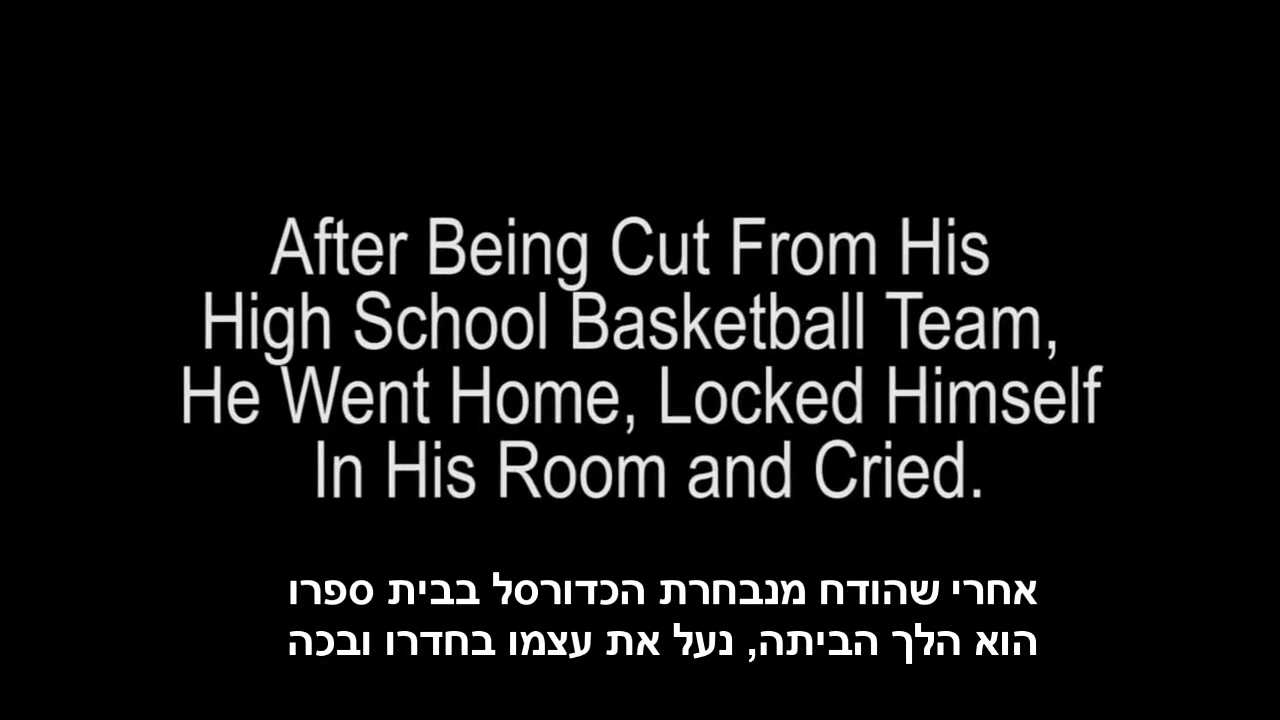 After Being Cut From His
High School Basketball Team,
He Went Home, Locked Himself
In His Room and Cried.
אחרי שהודח מנבחרת הכדורסל בבית ספרו
הוא הלך הביתה, נעל את עצמו בחדרו ובכה